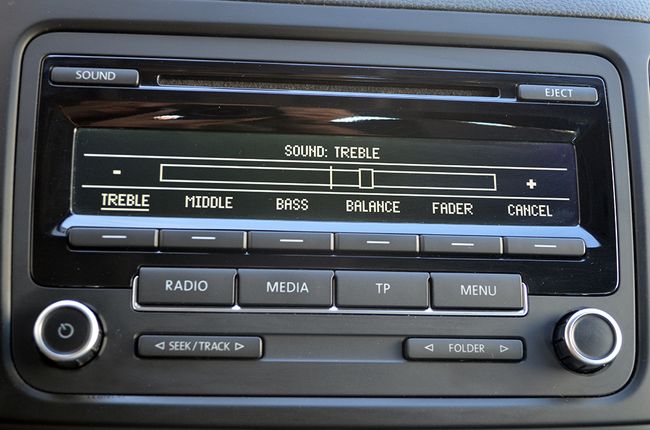 SOUND
EJECT
SOUND: TREBLE
- +
TREBLE MIDDLE BASS BALANCE FADER CANCEL
RADIO MEDIA TP MENU
◁ SEEK/TRACK ▷
◁ FOLDER ▷